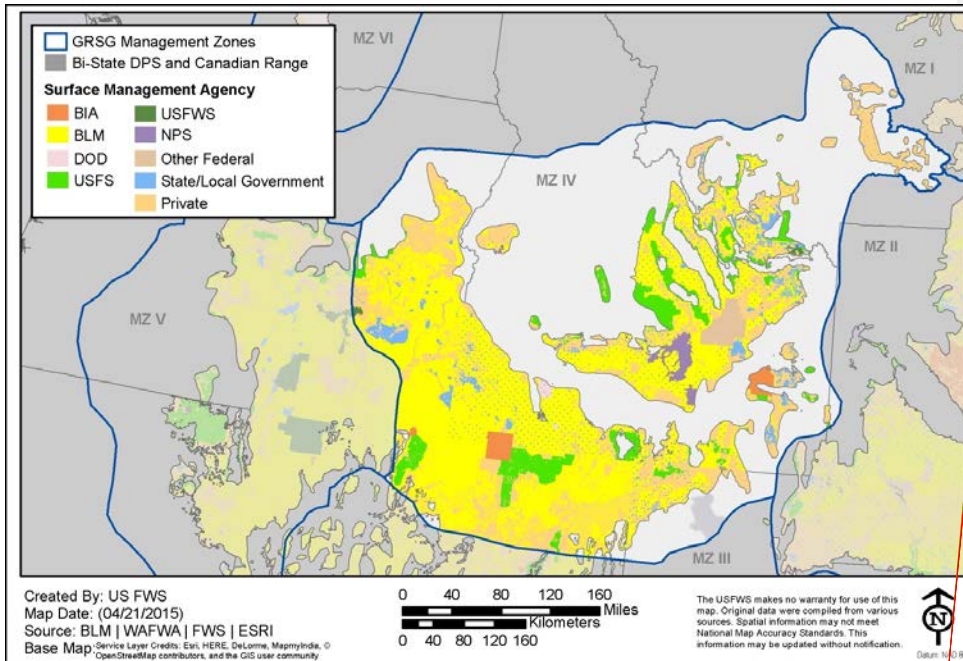 GRSG Management Zones
Bi-State DPS and Canadian Range
Surface Management Agency
BIA
BLM
DOD
USFS
USFWS
NPS
Other Federal
State/Local Government
Private
MZ VI
MZ I
MZ IV
MZ II
MZ V
MZ III
Created By: US FWS
Map Date: (04/21/2015)
Source: BLM | WAFWA | FWS | ESRI
Base Map: Service Layer Credits: Esri, HERE, DeLorme, MapmyIndia, ©
OpenStreetMap contributors, and the GIS user community
0 20 40 80 120 160
Miles
Kilometers
0 20 40 80 120 160
The USFWS makes no warranty for use of this
map. Original data were compiled from various
sources. Spatial information may not meet
National Map Accuracy Standards. This
information may be updated without notification.
N
Datum: NAD 8